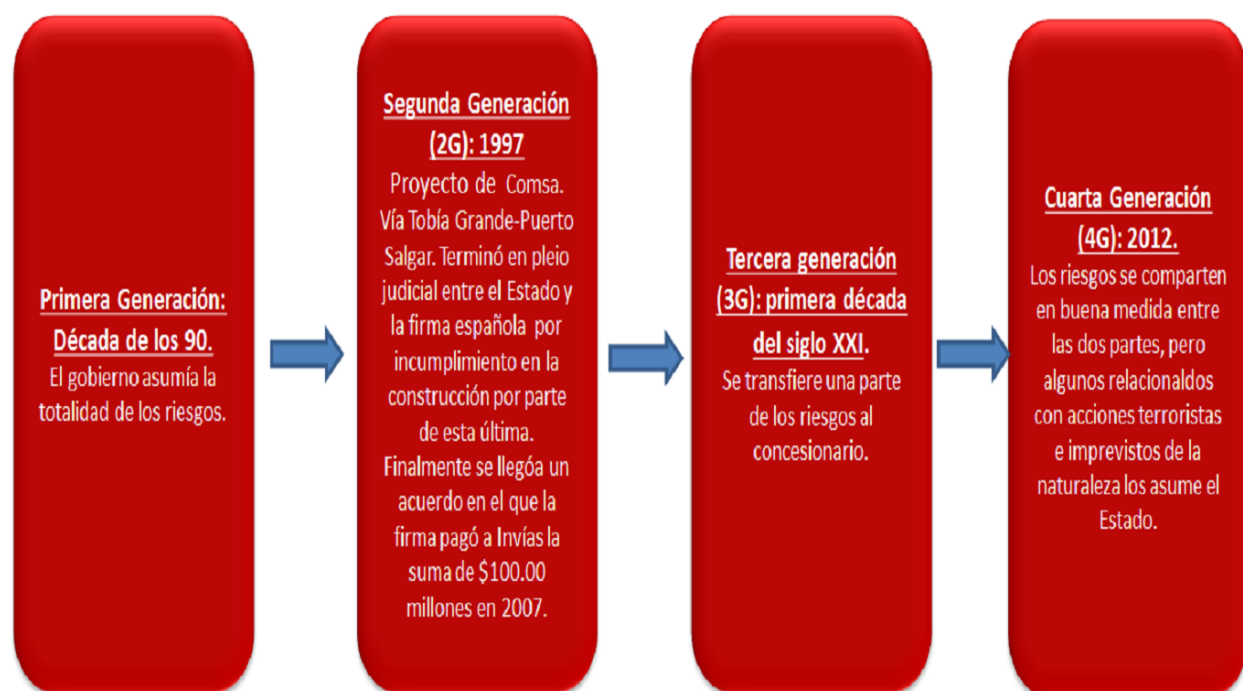 Primera Generación:
Década de los 90.
El gobierno asumía la
totalidad de los riesgos.
Segunda Generación
(2G): 1997
Proyecto de Comsa.
Vía Tobía Grande-Puerto
Salgar. Terminó en pleio
judicial entre el Estado y
la firma española por
incumplimiento en la
construcción por parte
de esta última.
Finalmente se llegóa un
acuerdo en el que la
firma pagó a Invías la
suma de $100.00
millones en 2007.
Tercera generación
(3G): primera década
del siglo XXI.
Se transfiere una parte
de los riesgos al
concesionario.
Cuarta Generación
(4G): 2012.
Los riesgos se comparten
en buena medida entre
las dos partes, pero
algunos relacionaldos
con acciones terroristas
e imprevistos de la
naturaleza los asume el
Estado.